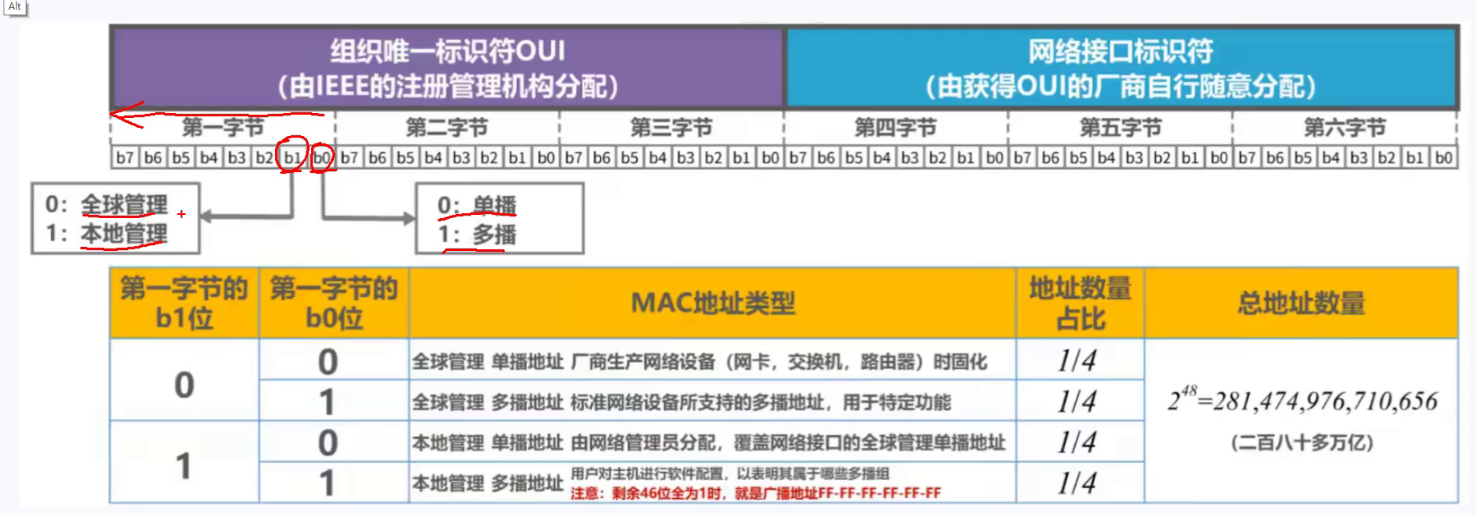 Alt
组织唯一标识符OUI
(由IEEE的注册管理机构分配)
网络接口标识符
(由获得OUI的厂商自行随意分配)
第一字节 第二字节 第三字节 第四字节 第五字节 第六字节
b7 b6 b5 b4 b3 b2 b1 b0 b7 b6 b5 b4 b3 b2 b1 b0 b7 b6 b5 b4 b3 b2 b1 b0 b7 b6 b5 b4 b3 b2 b1 b0 b7 b6 b5 b4 b3 b2 b1 b0 b7 b6 b5 b4 b3 b2 b1 b0
0：全球管理
1：本地管理
0：单播
1：多播
第一字节的
b1位
第一字节的
b0位
MAC地址类型
地址数量
占比
总地址数量
0
0
全球管理 单播地址 厂商生产网络设备（网卡，交换机，路由器）时固化
1/4
1
全球管理 多播地址 标准网络设备所支持的多播地址，用于特定功能
1/4
1
0
本地管理 单播地址 由网络管理员分配，覆盖网络接口的全球管理单播地址
1/4
1
本地管理 多播地址
用户对主机进行软件配置，以表明其属于哪些多播组
注意：剩余46位全为1时，就是广播地址FF-FF-FF-FF-FF-FF
1/4
2^48=281,474,976,710,656
(二百八十多万亿)